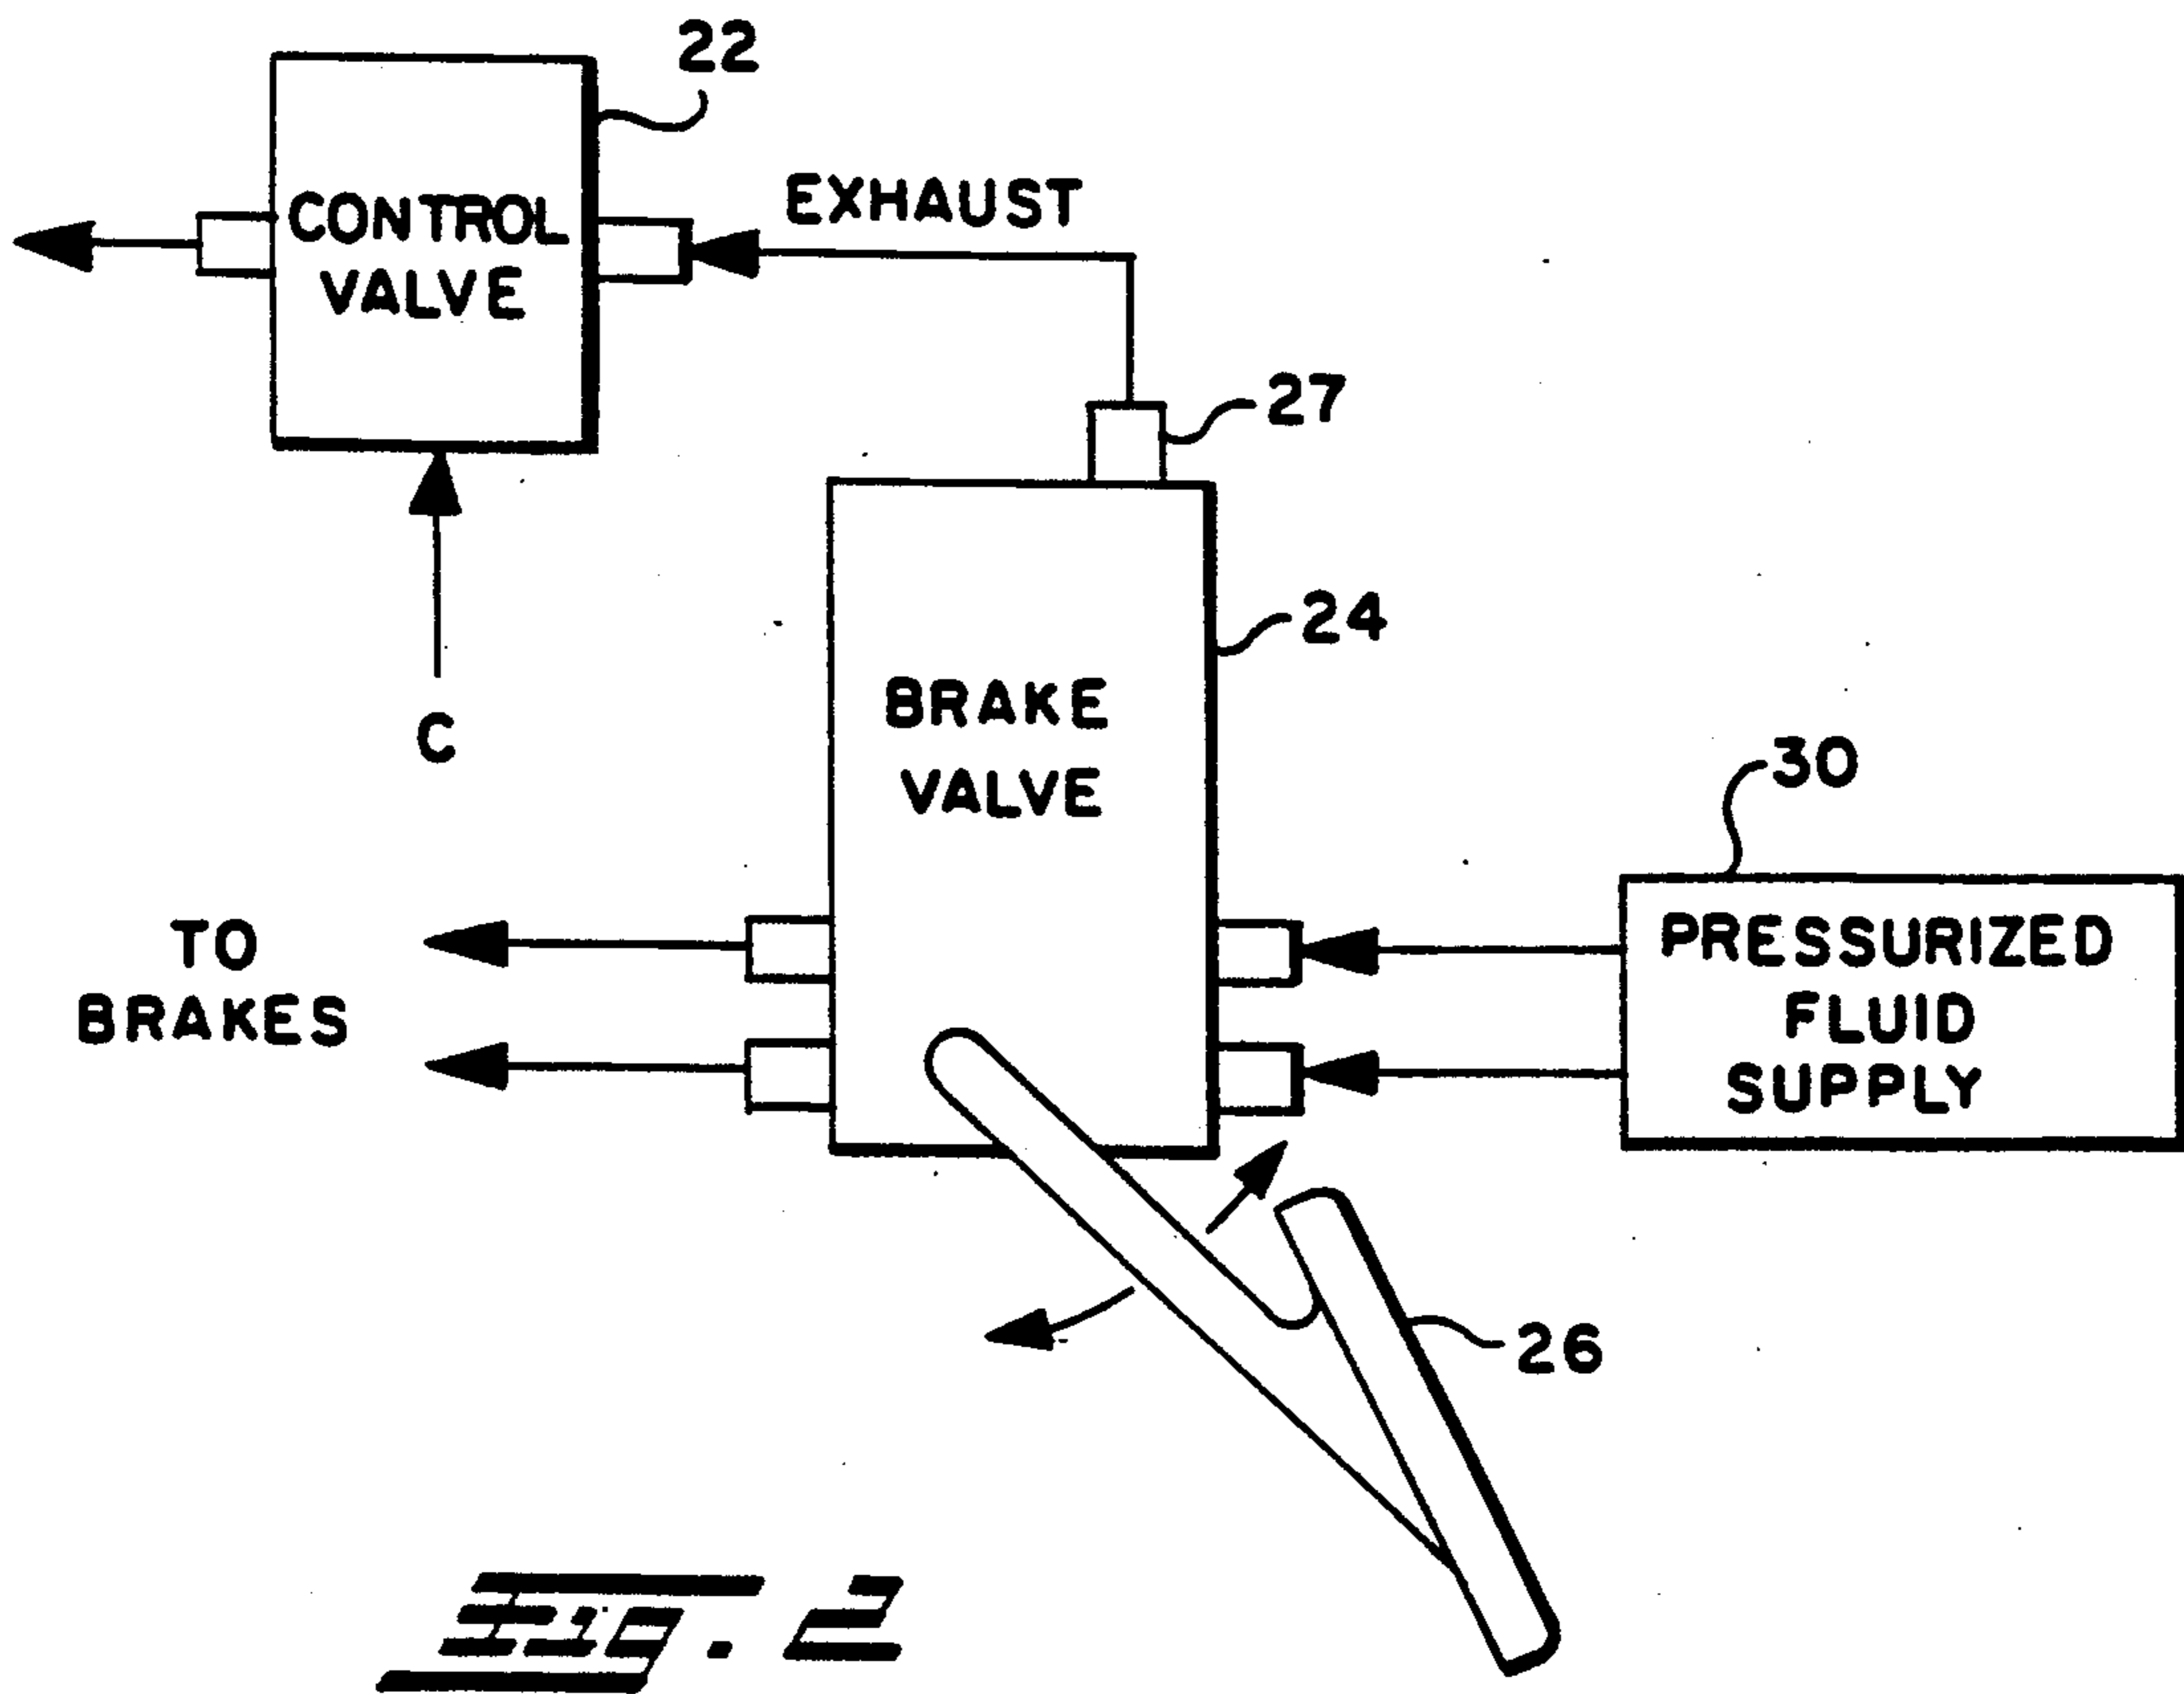 22
EXHAUST
CONTROL
VALVE
27
24
C
BRAKE
VALVE
30
TO
BRAKES
PRESSURIZED
FLUID
SUPPLY
26
Fig. 2